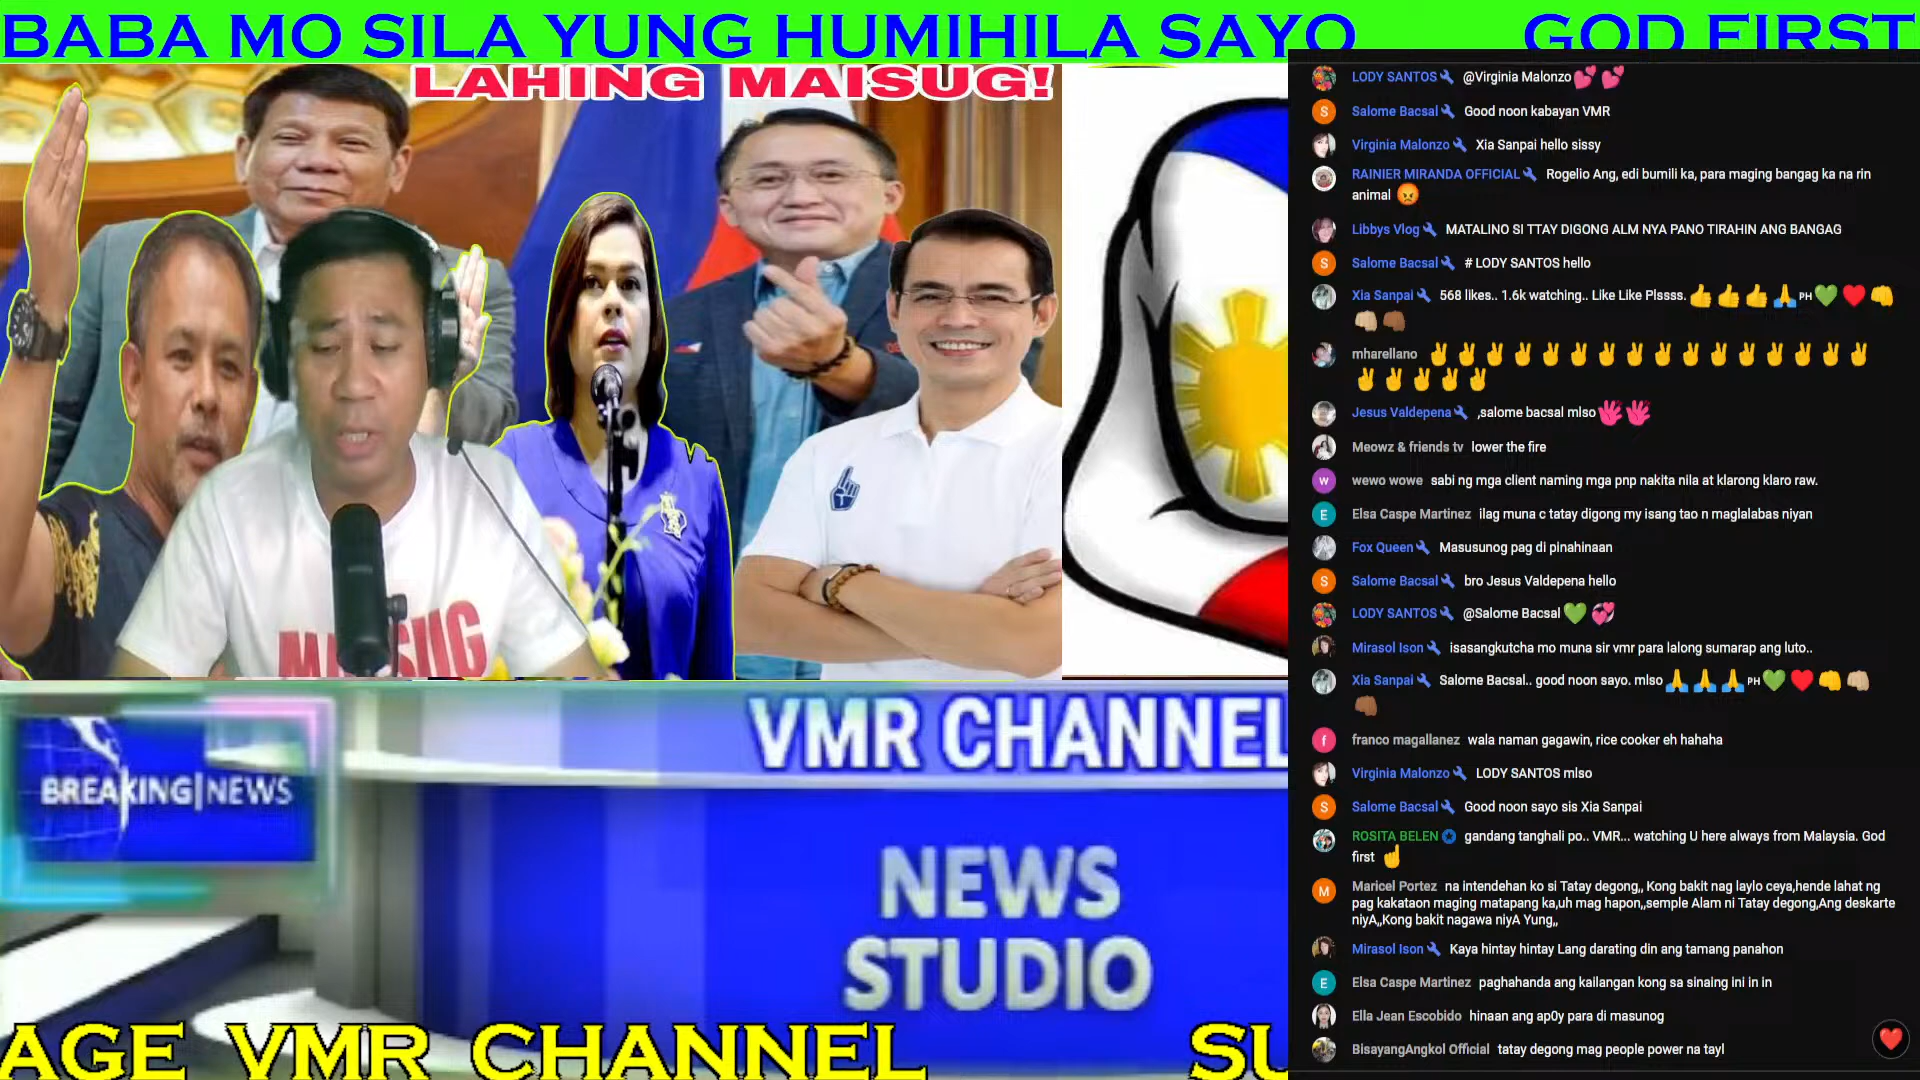 BABA MO SILA YUNG HUMIHILA SAYO GOD FIRST
LAHING MAISUG!
MAISUG
VMR CHANNEL
BREAKING|NEWS
NEWS
STUDIO
AGE VMR CHANNEL SU
LODY SANTOS @Virginia Malonzo💕💕
Salome Bacsal Good noon kabayan VMR
Virginia Malonzo Xia Sanpai hello sissy
RAINIER MIRANDA OFFICIAL Rogelio Ang, edi bumili ka, para maging bangag ka na rin
animal 😡
Libbys Vlog MATALINO SI TTAY DIGONG ALM NYA PANO TIRAHIN ANG BANGAG
Salome Bacsal # LODY SANTOS hello
Xia Sanpai 568 likes.. 1.6k watching.. Like Like Plssss. 👍👍👍🙏PH💚❤️👊
👊🏼👊🏾
mharellano ✌✌✌✌✌✌✌✌✌✌✌✌✌✌✌✌
✌✌✌✌✌
Jesus Valdepena ,salome bacsal mlso
Meowz & friends tv lower the fire
wewo wowe sabi ng mga client naming mga pnp nakita nila at klarong klaro raw.
Elsa Caspe Martinez ilag muna c tatay digong my isang tao n maglalabas niyan
Fox Queen Masusunog pag di pinahinaan
Salome Bacsal bro Jesus Valdepena hello
LODY SANTOS @Salome Bacsal💚 💞
Mirasol Ison isasangkutcha mo muna sir vmr para lalong sumarap ang luto..
Xia Sanpai Salome Bacsal.. good noon sayo. mlso🙏🙏🙏PH💚❤️👊👊🏼
👊🏾
franco magallanez wala naman gagawin, rice cooker eh hahaha
Virginia Malonzo LODY SANTOS mlso
Salome Bacsal Good noon sayo sis Xia Sanpai
ROSITA BELEN gandang tanghali po.. VMR... watching U here always from Malaysia. God
first ☝
Maricel Portez na intendehan ko si Tatay degong,, Kong bakit nag laylo ceya,hende lahat ng
pag kakataon maging matapang ka,uh mag hapon,,semple Alam ni Tatay degong,Ang deskarte
niyA,,Kong bakit nagawa niyA Yung,,
Mirasol Ison Kaya hintay hintay Lang darating din ang tamang panahon
Elsa Caspe Martinez paghahanda ang kailangan kong sa sinaing ini in in
Ella Jean Escobido hinaan ang ap0y para di masunog
BisayangAngkol Official tatay degong mag people power na tayl